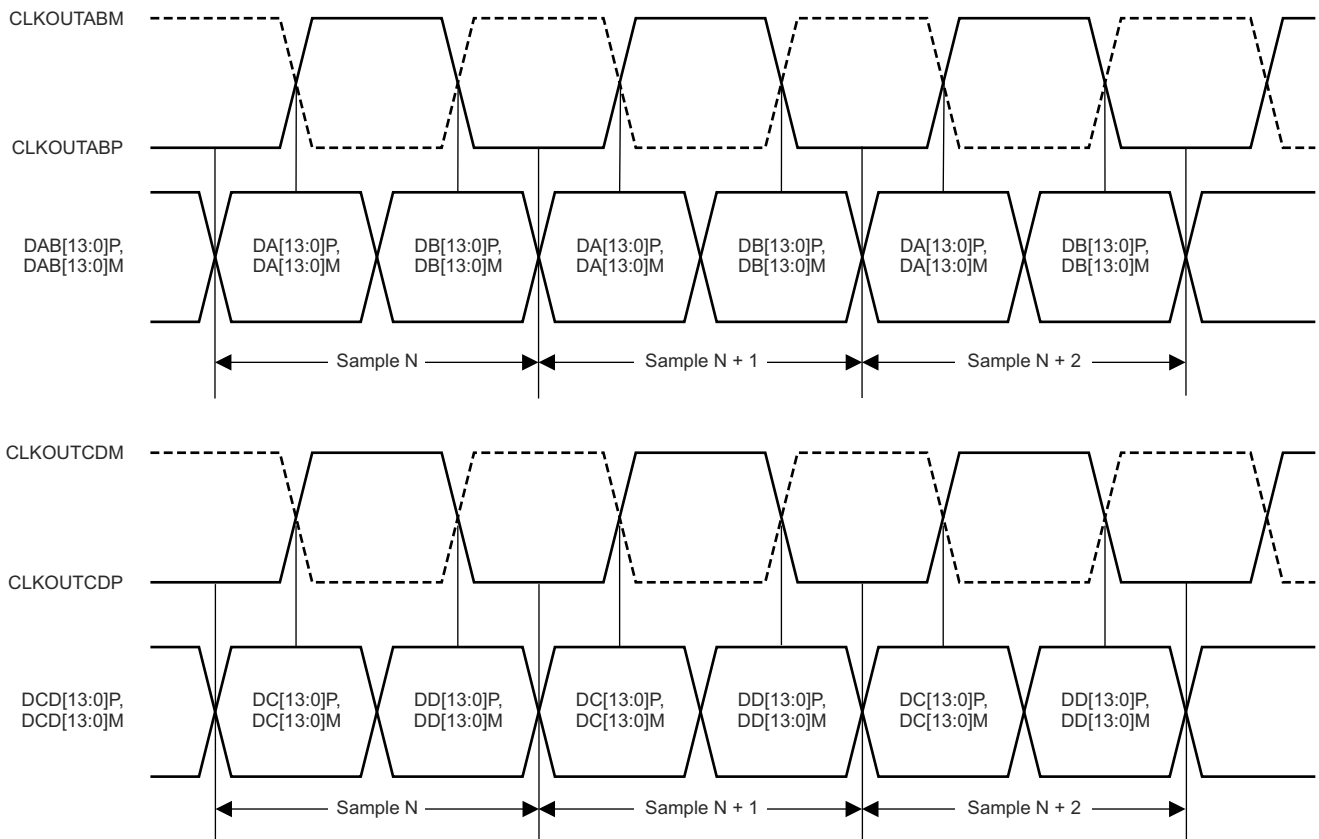 CLKOUTABM
CLKOUTABP
DAB[13:0]P,
DAB[13:0]M
DA[13:0]P,
DA[13:0]M
DB[13:0]P,
DB[13:0]M
DA[13:0]P,
DA[13:0]M
DB[13:0]P,
DB[13:0]M
DA[13:0]P,
DA[13:0]M
DB[13:0]P,
DB[13:0]M
Sample N
Sample N + 1
Sample N + 2
CLKOUTCDM
CLKOUTCDP
DCD[13:0]P,
DCD[13:0]M
DC[13:0]P,
DC[13:0]M
DD[13:0]P,
DD[13:0]M
DC[13:0]P,
DC[13:0]M
DD[13:0]P,
DD[13:0]M
DC[13:0]P,
DC[13:0]M
DD[13:0]P,
DD[13:0]M
Sample N
Sample N + 1
Sample N + 2